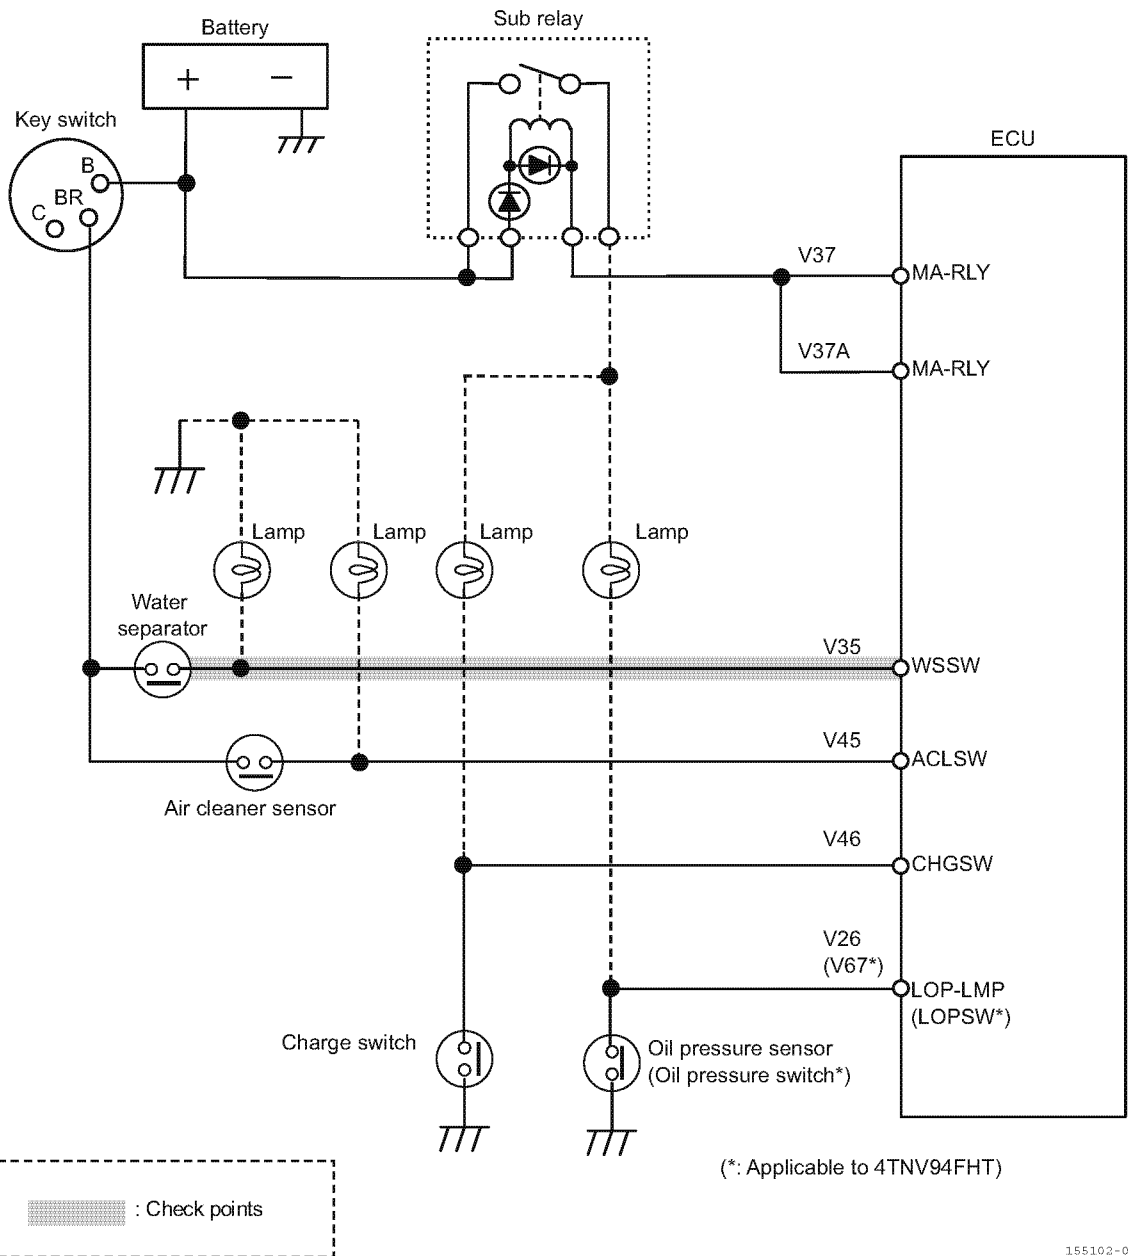 Sub relay
Battery
+ −
Key switch
B
BR
C
ECU
V37
MA-RLY
V37A
MA-RLY
Lamp
Lamp
Lamp
Lamp
Water
separator
V35
WSSW
V45
ACLSW
Air cleaner sensor
V46
CHGSW
V26
(V67*)
LOP-LMP
(LOPSW*)
Charge switch
Oil pressure sensor
(Oil pressure switch*)
(*: Applicable to 4TNV94FHT)
: Check points
155102-0